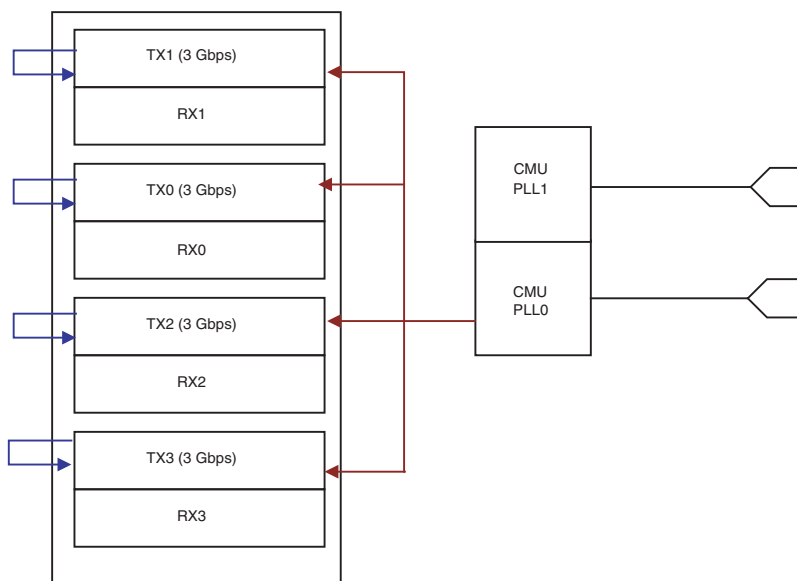 TX1 (3 Gbps)
RX1
TX0 (3 Gbps)
RX0
TX2 (3 Gbps)
RX2
TX3 (3 Gbps)
RX3
CMU
PLL1
CMU
PLL0